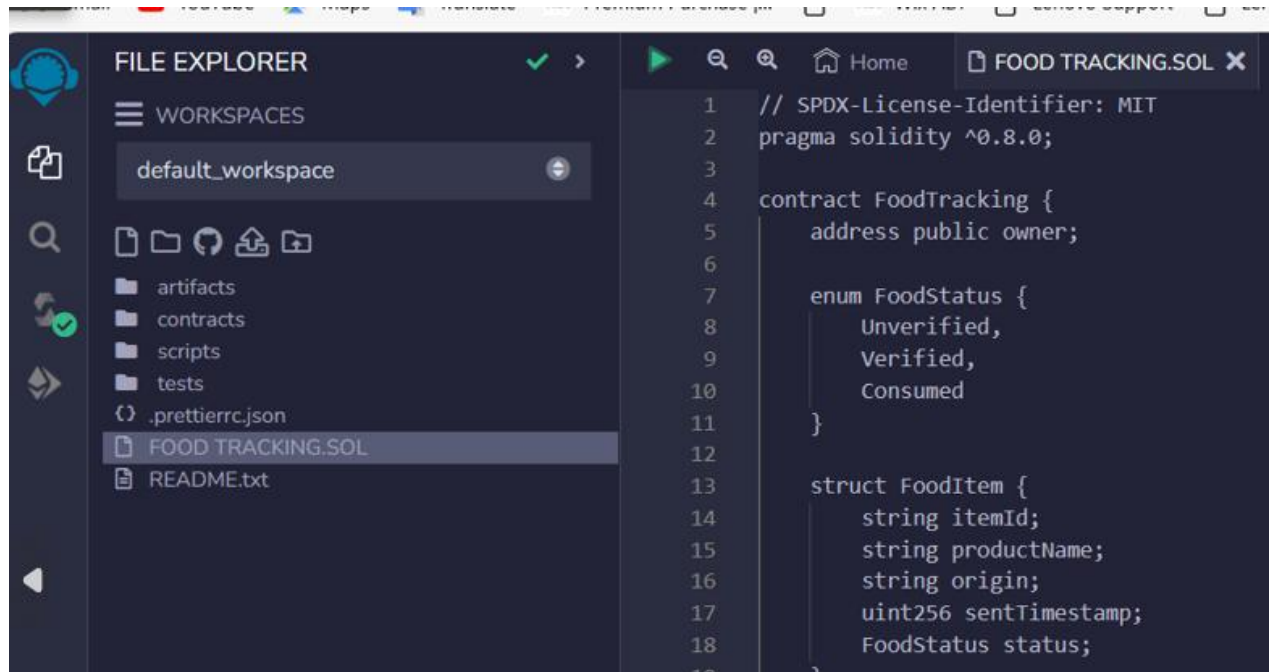 YouTube Maps Translate
FILE EXPLORER
WORKSPACES
default_workspace
artifacts
contracts
scripts
tests
.prettierrc.json
FOOD TRACKING.SOL
README.txt
Home FOOD TRACKING.SOL
1 // SPDX-License-Identifier: MIT
2 pragma solidity ^0.8.0;
3
4 contract FoodTracking {
5 address public owner;
6
7 enum FoodStatus {
8 Unverified,
9 Verified,
10 Consumed
11 }
12
13 struct FoodItem {
14 string itemId;
15 string productName;
16 string origin;
17 uint256 sentTimestamp;
18 FoodStatus status;